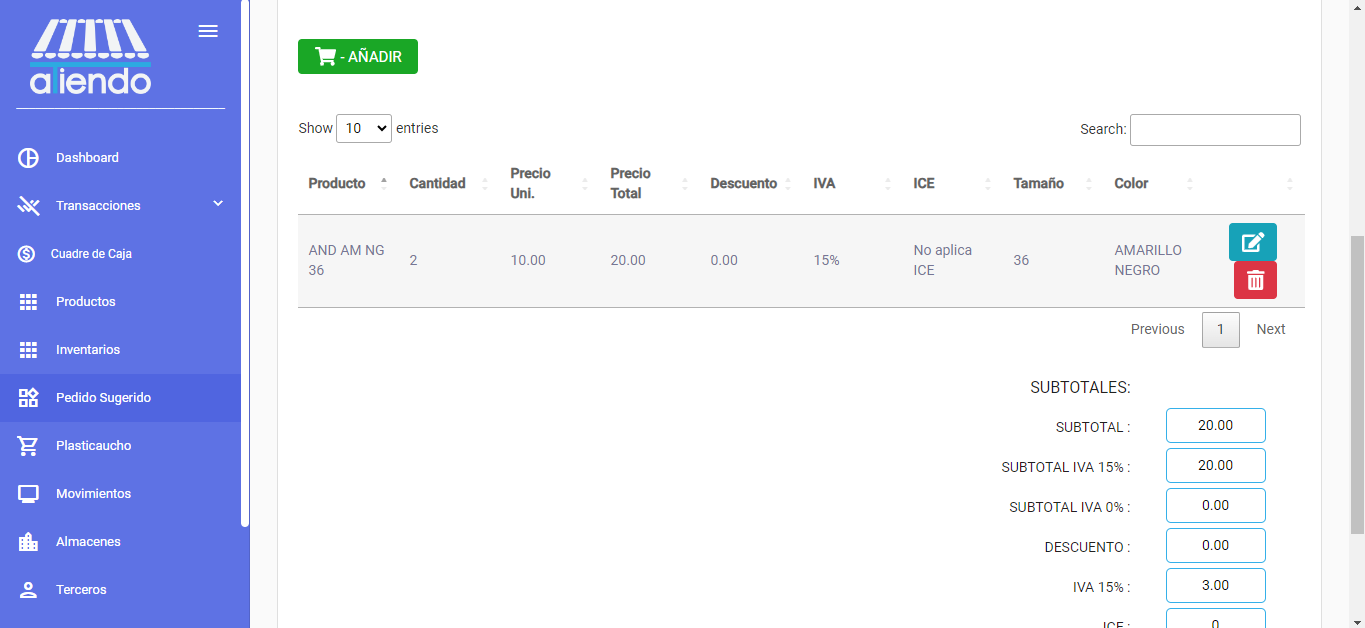 aTiendo
Dashboard
Transacciones
Cuadre de Caja
Productos
Inventarios
Pedido Sugerido
Plasticaucho
Movimientos
Almacenes
Terceros
- AÑADIR
Show 10 entries
Search:
Producto Cantidad Precio Uni. Precio Total Descuento IVA ICE Tamaño Color
AND AM NG 36 2 10.00 20.00 0.00 15% No aplica ICE 36 AMARILLO NEGRO
Previous 1 Next
SUBTOTALES:
SUBTOTAL : 20.00
SUBTOTAL IVA 15% : 20.00
SUBTOTAL IVA 0% : 0.00
DESCUENTO : 0.00
IVA 15% : 3.00
ICE : 0